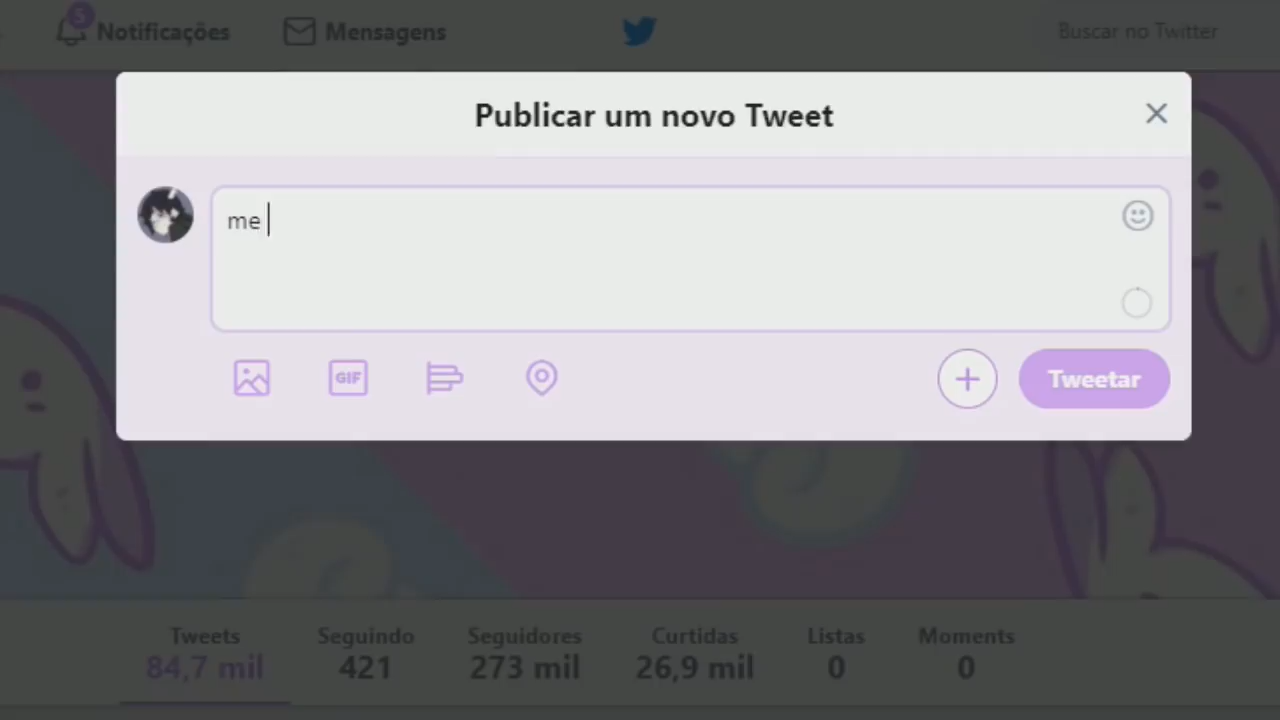 5
Notificações
Mensagens
Buscar no Twitter
Publicar um novo Tweet
me
GIF
Tweetar
Tweets Seguindo Seguidores Curtidas Listas Moments
84,7 mil 421 273 mil 26,9 mil 0 0